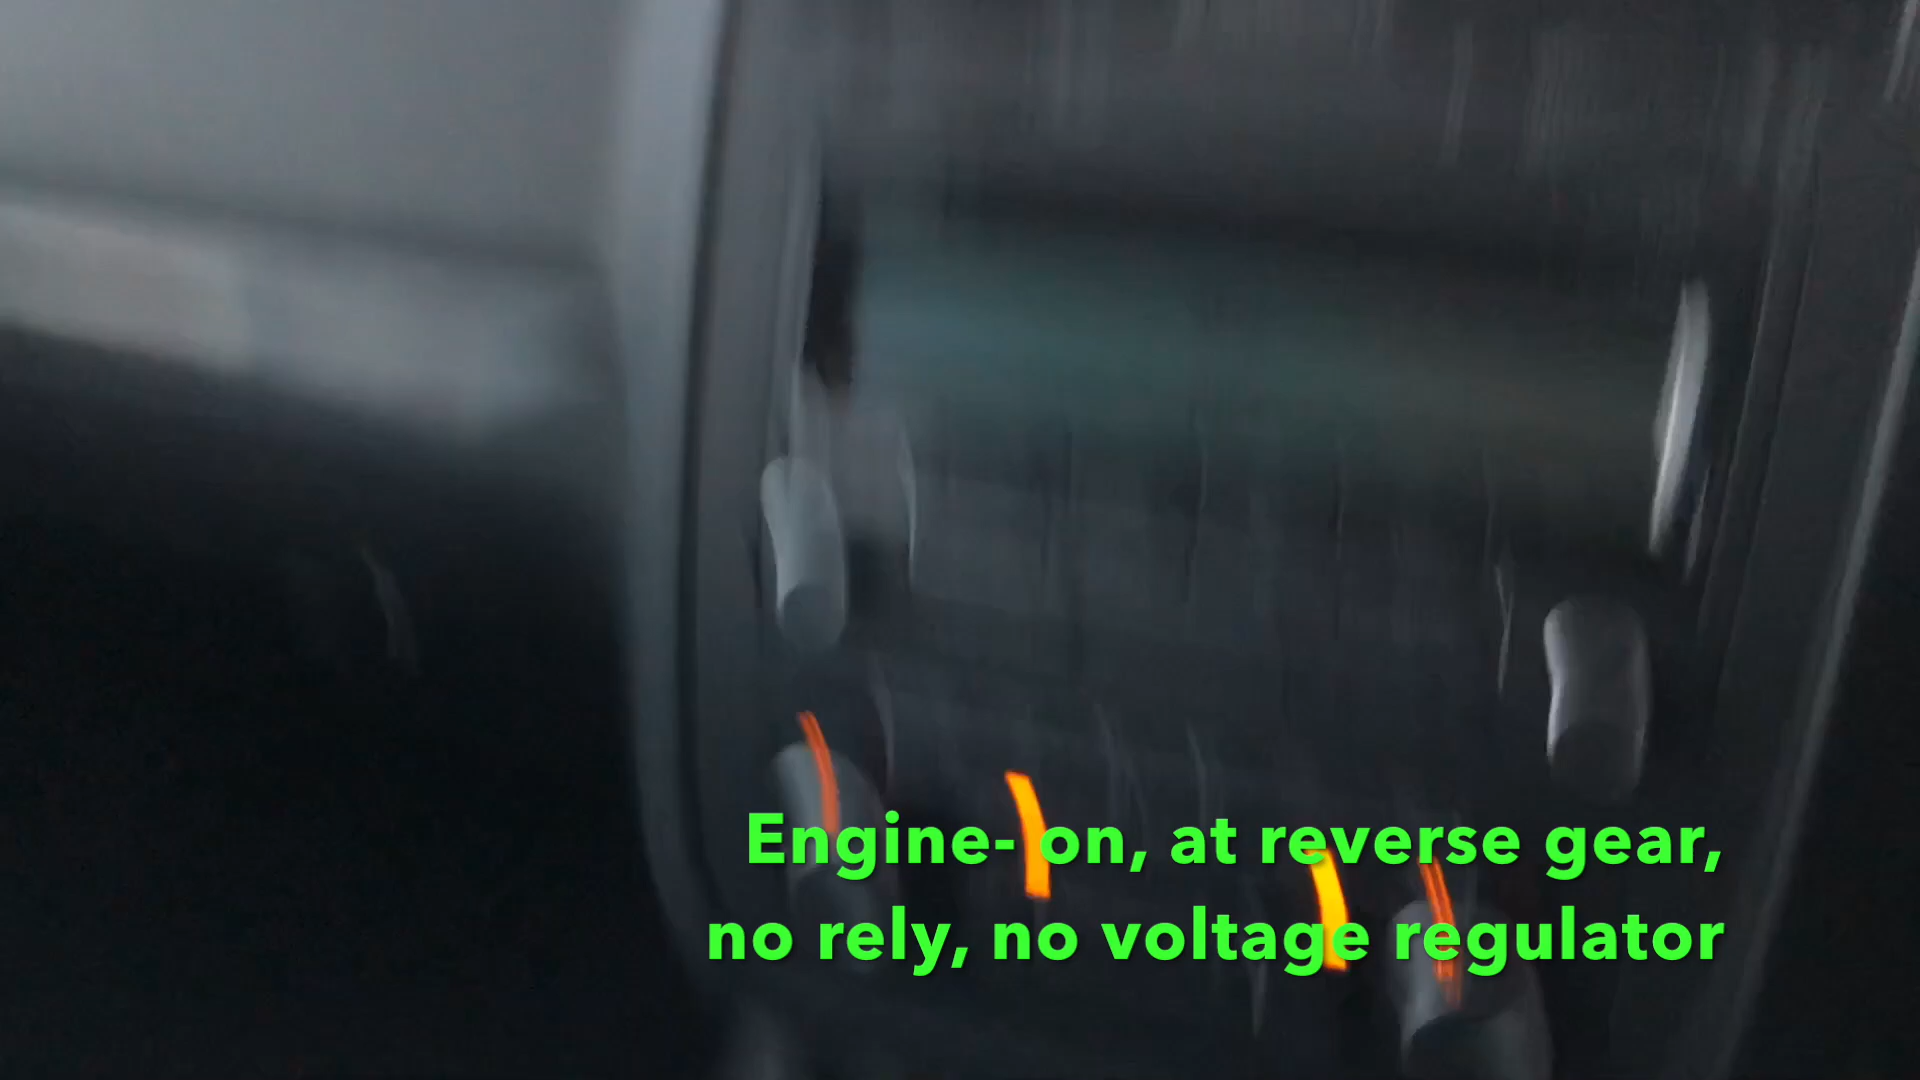 Engine- on, at reverse gear,
no rely, no voltage regulator